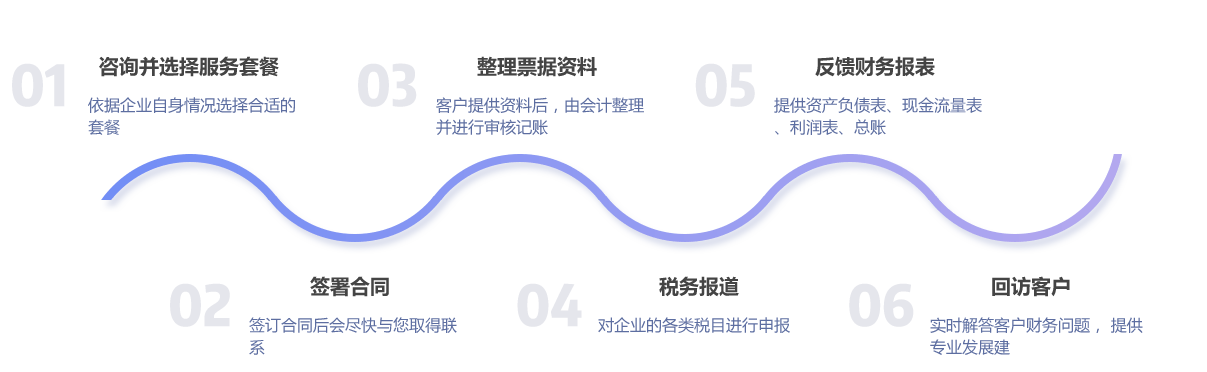 01
咨询并选择服务套餐
依据企业自身情况选择合适的
套餐
02
签署合同
签订合同后会尽快与您取得联
系
03
整理票据资料
客户提供资料后，由会计整理
并进行审核记账
04
税务报道
对企业的各类税目进行申报
05
反馈财务报表
提供资产负债表、现金流量表
、利润表、总账
06
回访客户
实时解答客户财务问题， 提供
专业发展建